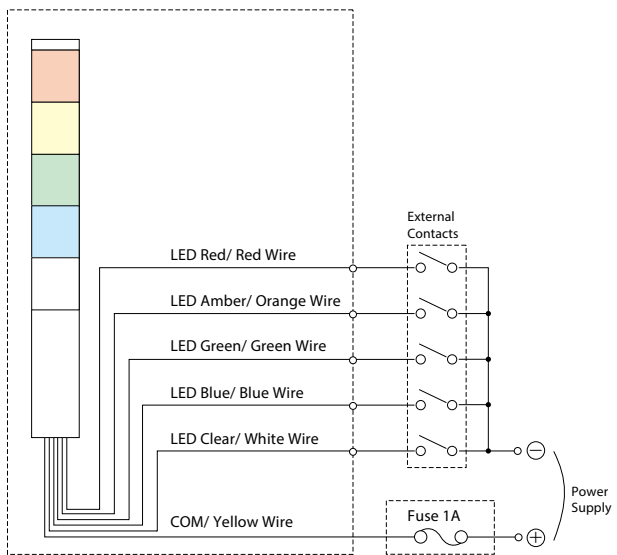 External
Contacts
LED Red/ Red Wire
LED Amber/ Orange Wire
LED Green/ Green Wire
LED Blue/ Blue Wire
LED Clear/ White Wire
COM/ Yellow Wire
Fuse 1A
Power
Supply